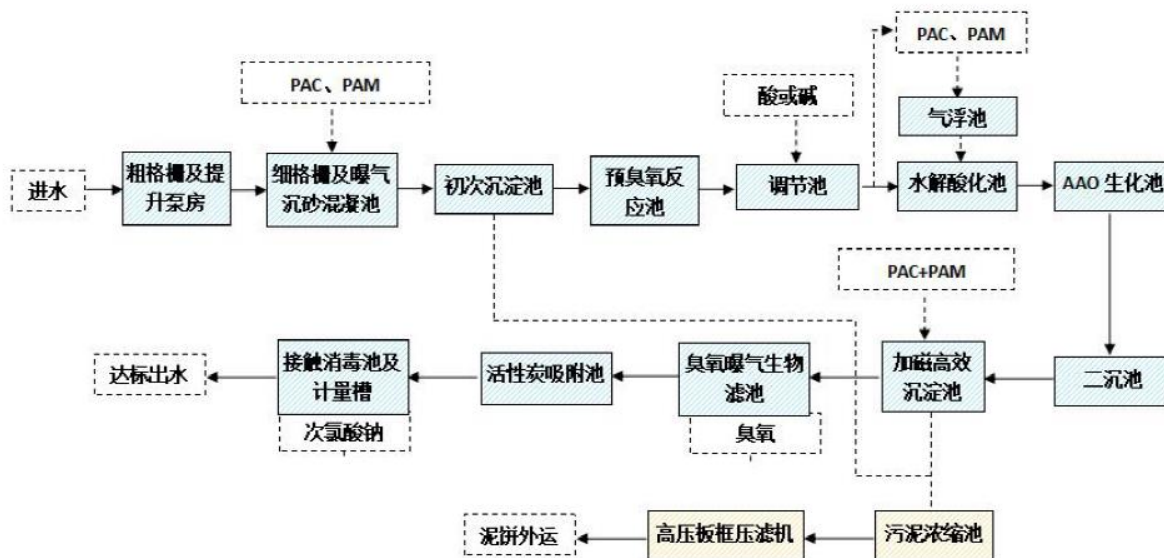 PAC、PAM
PAC、PAM
酸或碱
气浮池
进水
粗格栅及提
升泵房
细格栅及曝气
沉砂混凝池
初次沉淀池
预臭氧反
应池
调节池
水解酸化池
AAO 生化池
PAC+PAM
达标出水
接触消毒池及
计量槽
次氯酸钠
活性炭吸附池
臭氧曝气生物
滤池
臭氧
加磁高效
沉淀池
二沉池
泥饼外运
高压板框压滤机
污泥浓缩池